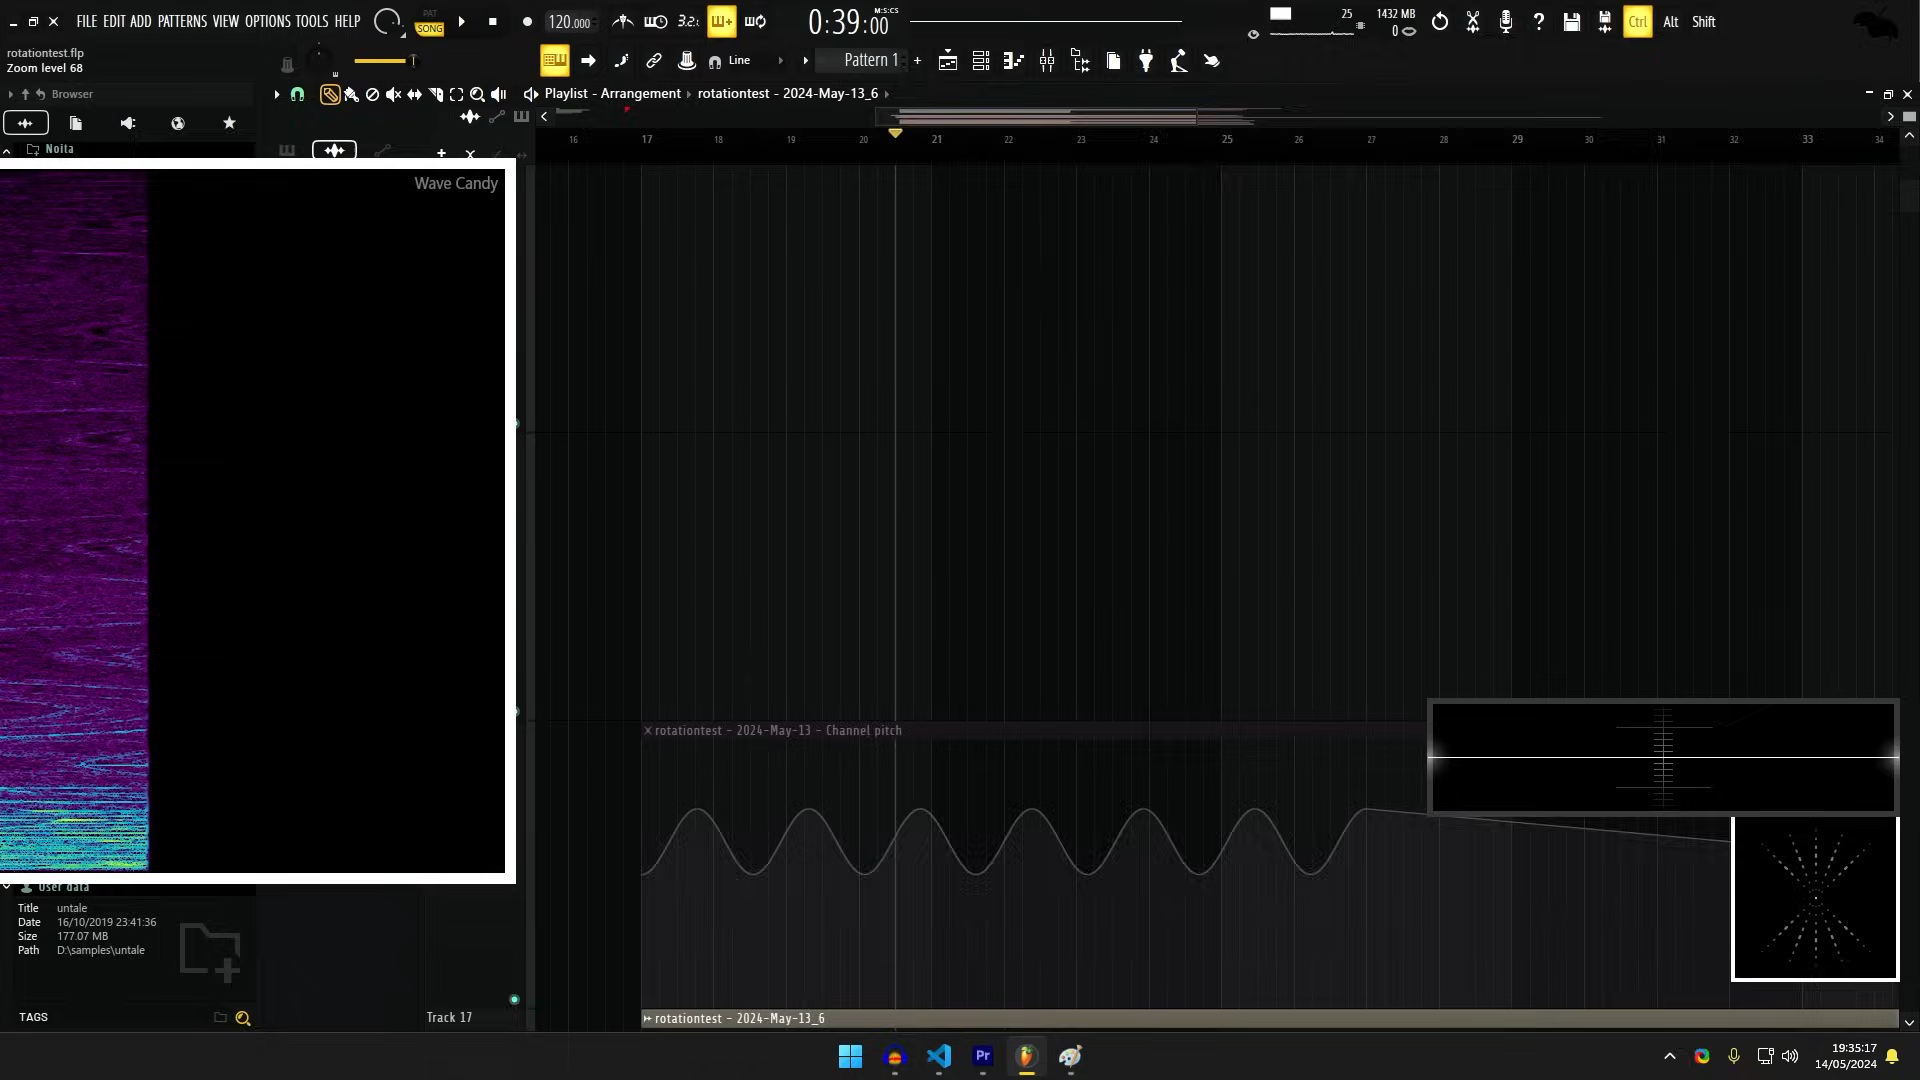 FILE EDIT ADD PATTERNS VIEW OPTIONS TOOLS HELP
PAT
SONG
120.000
3.2:
0:39:00
M:S:CS
25
1432 MB
0
Ctrl
Alt
Shift
rotationtest.flp
Zoom level 68
Line
Pattern 1
Browser
Playlist - Arrangement
rotationtest - 2024-May-13_6
Noita
16 17 18 19 20 21 22 23 24 25 26 27 28 29 30 31 32 33 34
Wave Candy
rotationtest - 2024-May-13 - Channel pitch
User data
Title untale
Date 16/10/2019 23:41:36
Size 177.07 MB
Path D:\samples\untale
TAGS
Track 17
rotationtest - 2024-May-13_6
Pr
19:35:17
14/05/2024